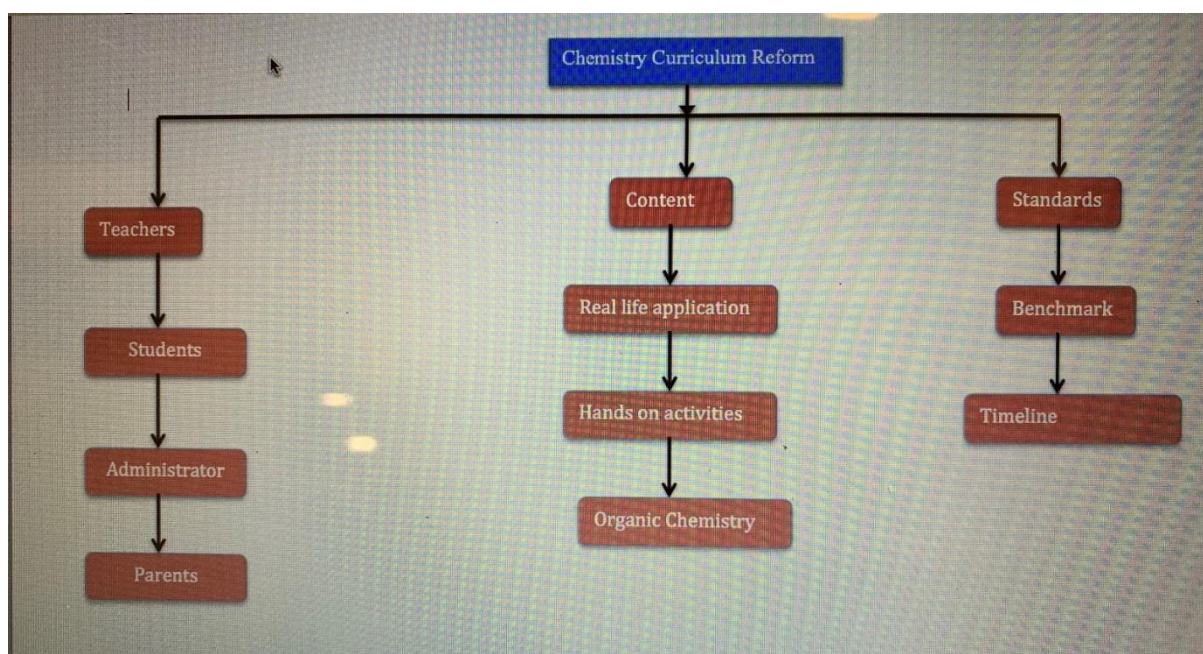 Chemistry Curriculum Reform
Teachers
Students
Administrator
Parents
Content
Real life application
Hands on activities
Organic Chemistry
Standards
Benchmark
Timeline